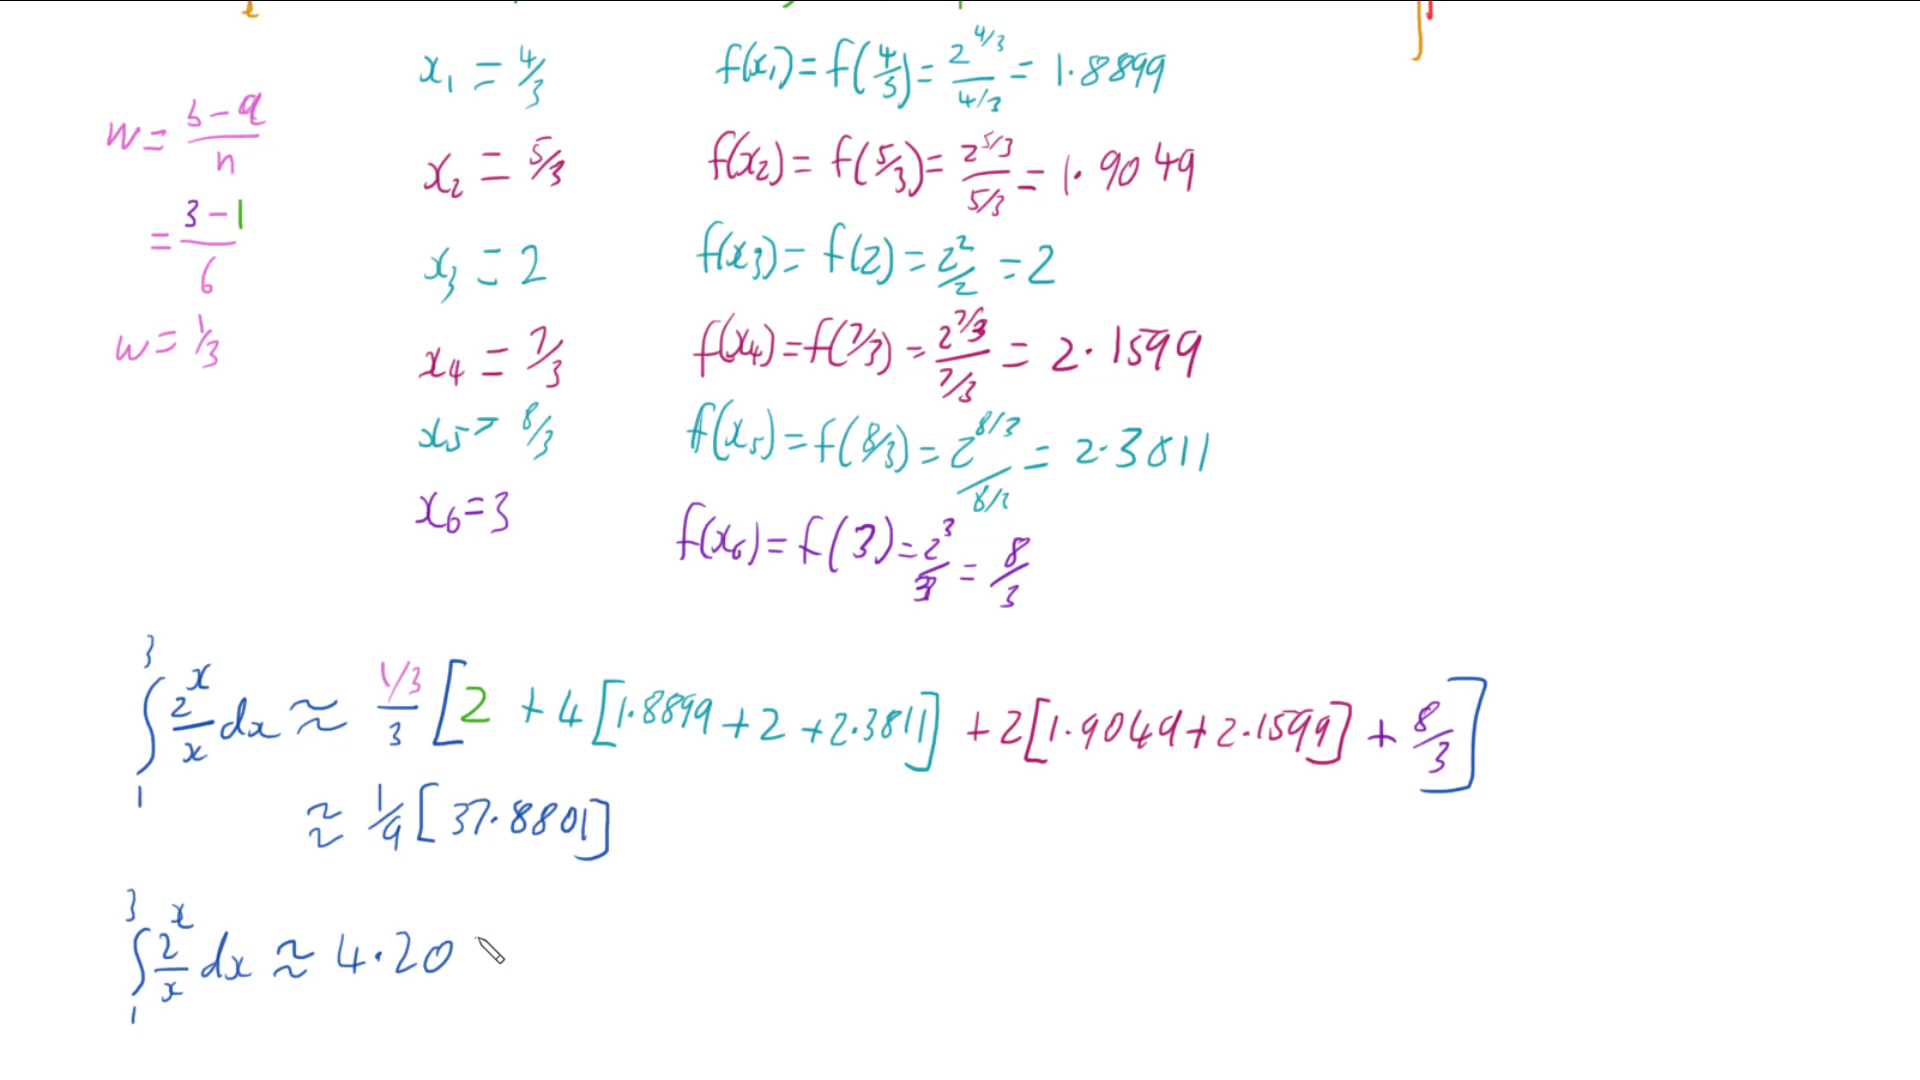 x₁ = 4/3 f(x₁) = f(4/3) = 2^(4/3)/(4/3) = 1.8899
w = (b-a)/n
x₂ = 5/3 f(x₂) = f(5/3) = 2^(5/3)/(5/3) = 1.9049
= (3-1)/6
x₃ = 2 f(x₃) = f(2) = 2²/2 = 2
w = 1/3
x₄ = 7/3 f(x₄) = f(7/3) = 2^(7/3)/(7/3) = 2.1599
x₅ = 8/3 f(x₅) = f(8/3) = 2^(8/3)/(8/3) = 2.3811
x₆ = 3 f(x₆) = f(3) = 2³/3 = 8/3
∫₁³ 2^x/x dx ≈ (1/3)/3 [2 + 4[1.8899 + 2 + 2.3811] + 2[1.9049 + 2.1599] + 8/3]
≈ 1/9 [37.8801]
∫₁³ 2^x/x dx ≈ 4.20